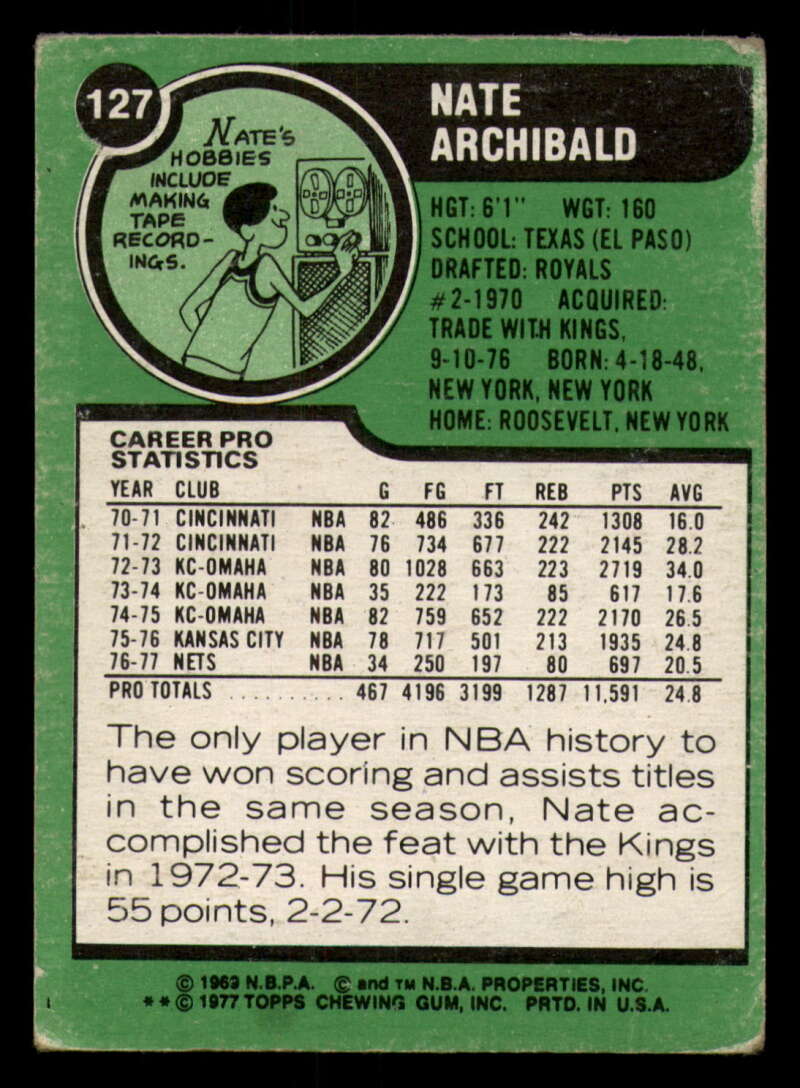 127
NATE'S
HOBBIES
INCLUDE
MAKING
TAPE
RECORD-
INGS.
NATE
ARCHIBALD
HGT: 6'1" WGT: 160
SCHOOL: TEXAS (EL PASO)
DRAFTED: ROYALS
#2-1970 ACQUIRED:
TRADE WITH KINGS,
9-10-76 BORN: 4-18-48,
NEW YORK, NEW YORK
HOME: ROOSEVELT, NEW YORK
CAREER PRO
STATISTICS
YEAR CLUB G FG FT REB PTS AVG
70-71 CINCINNATI NBA 82 486 336 242 1308 16.0
71-72 CINCINNATI NBA 76 734 677 222 2145 28.2
72-73 KC-OMAHA NBA 80 1028 663 223 2719 34.0
73-74 KC-OMAHA NBA 35 222 173 85 617 17.6
74-75 KC-OMAHA NBA 82 759 652 222 2170 26.5
75-76 KANSAS CITY NBA 78 717 501 213 1935 24.8
76-77 NETS NBA 34 250 197 80 697 20.5
PRO TOTALS .......... 467 4196 3199 1287 11,591 24.8
The only player in NBA history to
have won scoring and assists titles
in the same season, Nate ac-
complished the feat with the Kings
in 1972-73. His single game high is
55 points, 2-2-72.
© 1969 N.B.P.A. © and TM N.B.A. PROPERTIES, INC.
**© 1977 TOPPS CHEWING GUM, INC. PRTD. IN U.S.A.